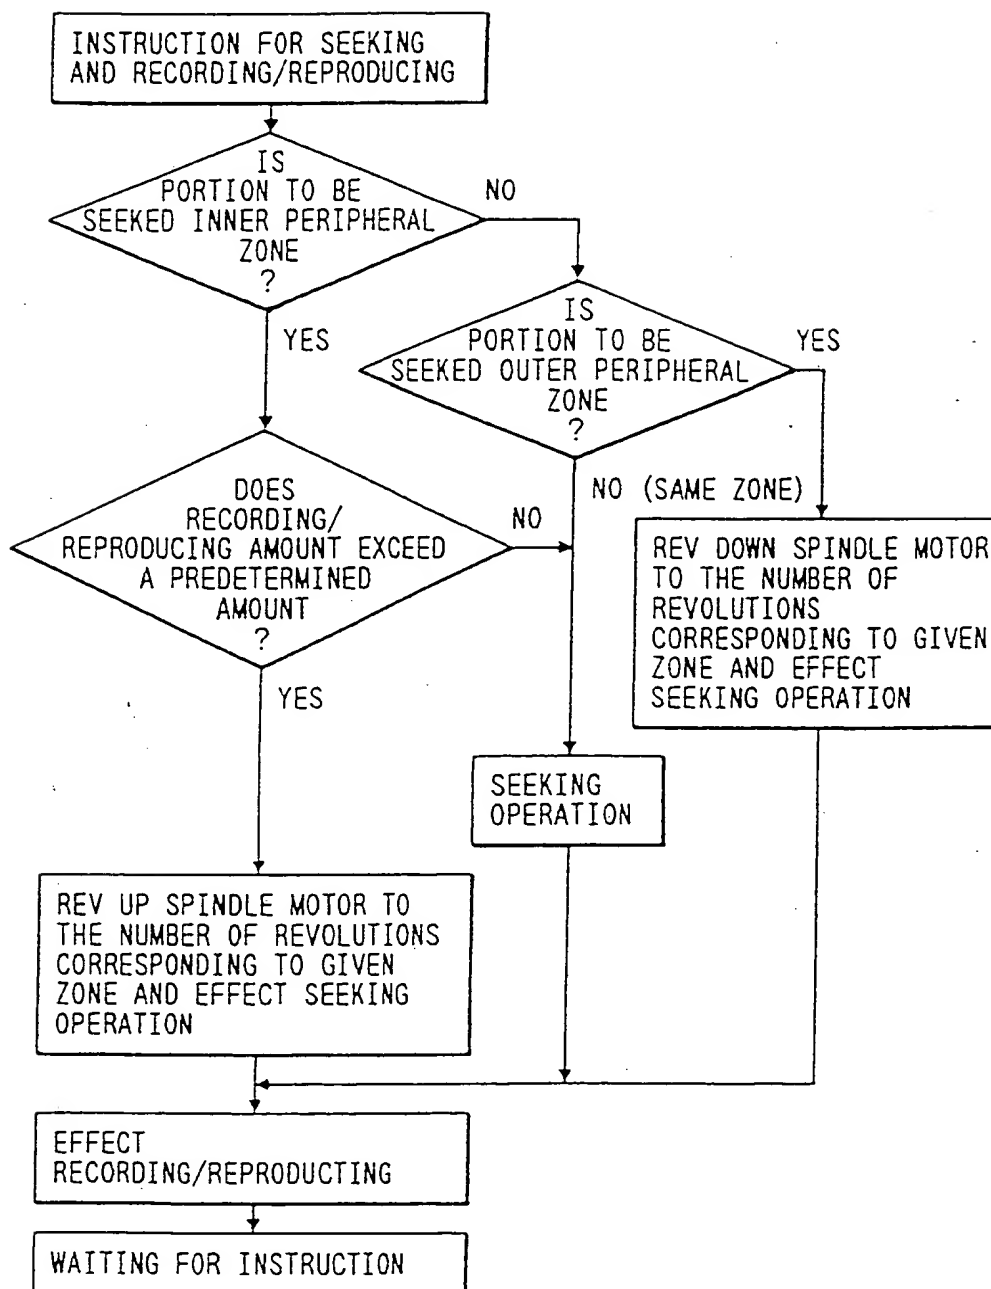 INSTRUCTION FOR SEEKING
AND RECORDING/REPRODUCING
IS
PORTION TO BE
SEEKED INNER PERIPHERAL
ZONE
?
NO
YES
IS
PORTION TO BE
SEEKED OUTER PERIPHERAL
ZONE
?
YES
NO (SAME ZONE)
DOES
RECORDING/
REPRODUCING AMOUNT EXCEED
A PREDETERMINED
AMOUNT
?
NO
YES
REV DOWN SPINDLE MOTOR
TO THE NUMBER OF
REVOLUTIONS
CORRESPONDING TO GIVEN
ZONE AND EFFECT
SEEKING OPERATION
SEEKING
OPERATION
REV UP SPINDLE MOTOR TO
THE NUMBER OF REVOLUTIONS
CORRESPONDING TO GIVEN
ZONE AND EFFECT SEEKING
OPERATION
EFFECT
RECORDING/REPRODUCTING
WAITING FOR INSTRUCTION